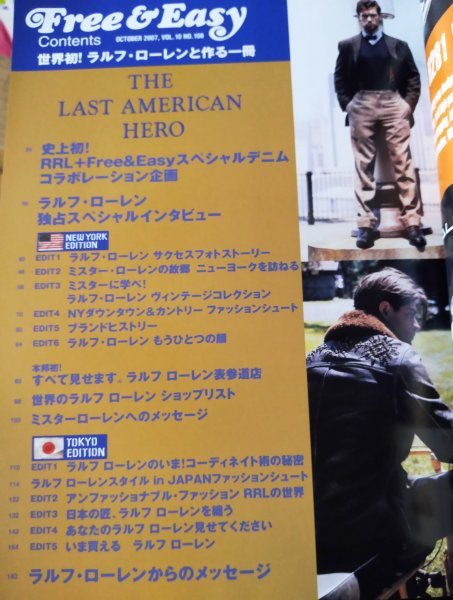 Free & Easy
Contents
OCTOBER 2007, VOL. 10 NO.108
世界初! ラルフ・ローレンと作る一冊
THE
LAST AMERICAN
HERO
史上初!
RRL+Free&Easyスペシャルデニム
コラボレーション企画
ラルフ・ローレン
独占スペシャルインタビュー
NEW YORK
EDITION
EDIT1 ラルフ・ローレン サクセスフォトストーリー
EDIT2 ミスター・ローレンの故郷 ニューヨークを訪ねる
EDIT3 ミスターに学べ!
ラルフ・ローレン ヴィンテージコレクション
70 EDIT4 NYダウンタウン&カントリー ファッションシュート
EDIT5 ブランドヒストリー
EDIT6 ラルフ・ローレン もうひとつの顔
本邦初!
すべて見せます。ラルフ ローレン表参道店
世界のラルフ ローレン ショップリスト
ミスターローレンへのメッセージ
TOKYO
EDITION
110 EDIT1 ラルフ ローレンのいま!コーディネイト術の秘密
114 ラルフ ローレンスタイル in JAPANファッションシュート
122 EDIT2 アンファッショナブル・ファッション RRLの世界
132 EDIT3 日本の匠、ラルフ ローレンを纏う
142 EDIT4 あなたのラルフ ローレン見せてください
154 EDIT5 いま買える ラルフ ローレン
162 ラルフ・ローレンからのメッセージ